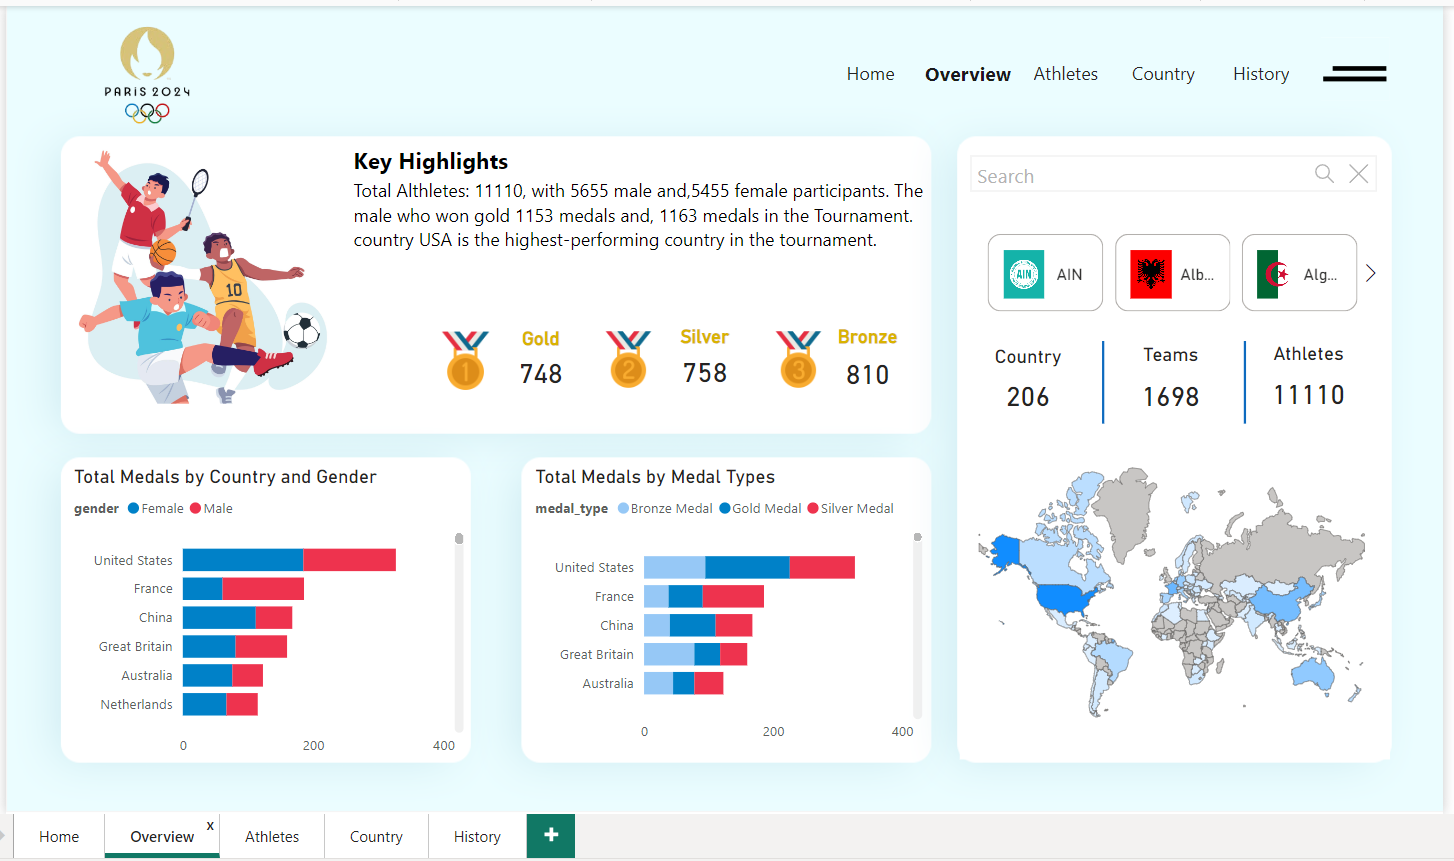 PARIS 2024
Home Overview Athletes Country History
Key Highlights
Total Althletes: 11110, with 5655 male and,5455 female participants. The
male who won gold 1153 medals and, 1163 medals in the Tournament.
country USA is the highest-performing country in the tournament.
10
1 Gold 748
2 Silver 758
3 Bronze 810
Search
AIN AIN
Alb...
Alg...
Country Teams Athletes
206 1698 11110
Total Medals by Country and Gender
gender Female Male
United States
France
China
Great Britain
Australia
Netherlands
0 200 400
Total Medals by Medal Types
medal_type Bronze Medal Gold Medal Silver Medal
United States
France
China
Great Britain
Australia
0 200 400
Home Overview x Athletes Country History +